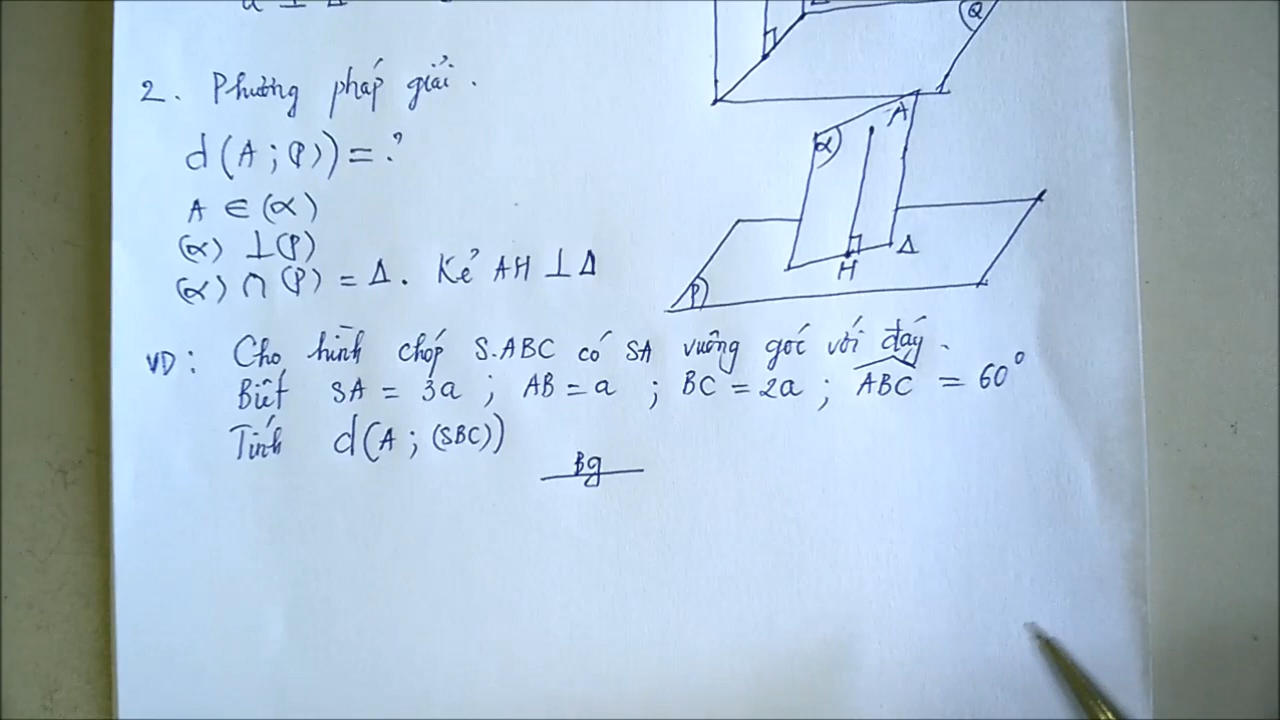 2. Phương pháp giải.
d(A;(P))=?
A ∈ (α)
(α) ⊥ (P)
(α) ∩ (P) = Δ. Kẻ AH ⊥ Δ
VD: Cho hình chóp S.ABC có SA vuông góc với đáy.
Biết SA = 3a ; AB = a ; BC = 2a ; ABC = 60°
Tính d(A ; (SBC))
Bg
Q
A
α
Δ
H
P